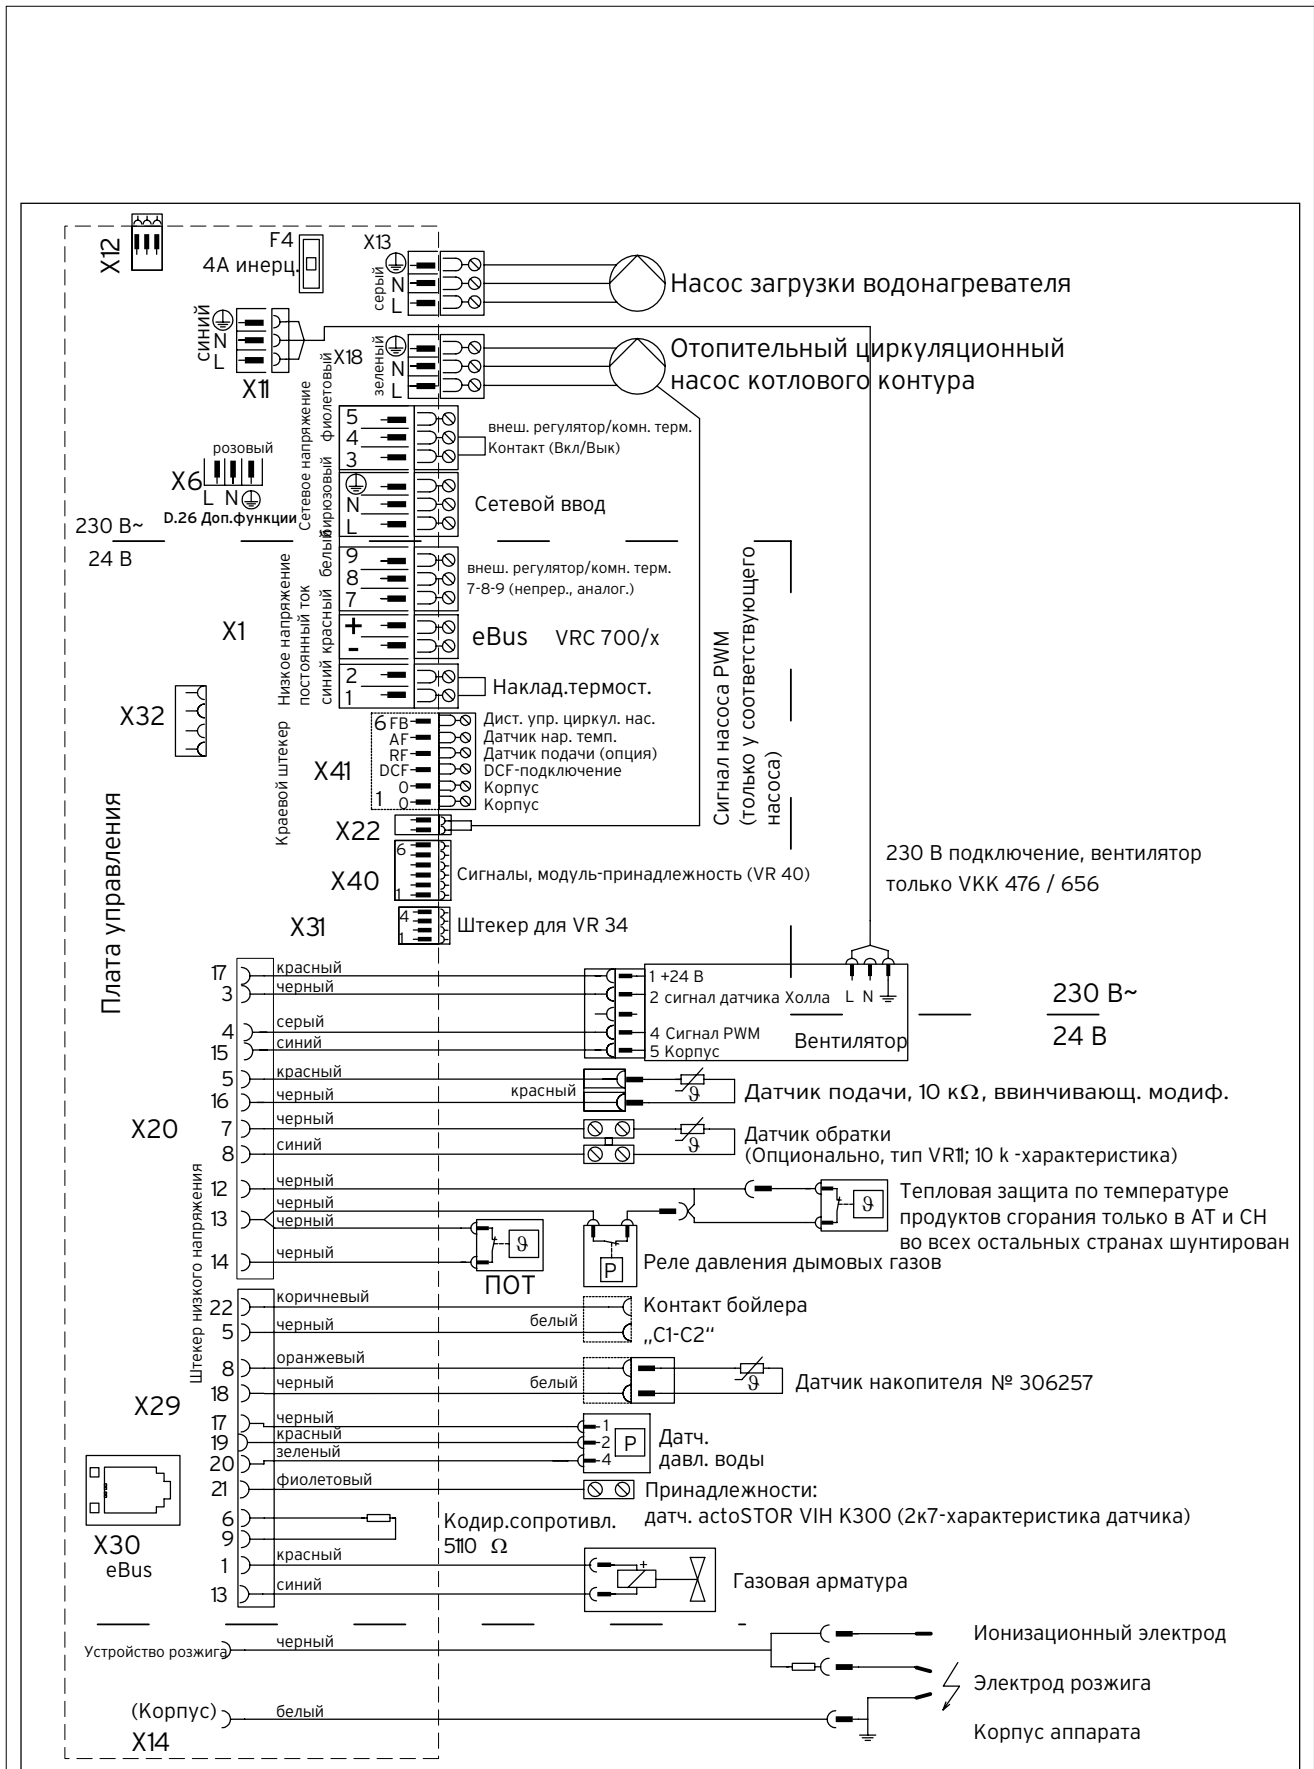 X12
F4
4А инерц.
X13
серый
N
L
Насос загрузки водонагревателя
синий
N
L
X11
X18
зеленый
N
L
Отопительный циркуляционный
насос котлового контура
Сетевое напряжение
фиолетовый
5
4
3
внеш. регулятор/комн. терм.
Контакт (Вкл/Вык)
розовый
X6
L N
D.26 Доп.функции
бирюзовый
N
L
Сетевой ввод
230 В~
24 В
белый
9
8
7
внеш. регулятор/комн. терм.
7-8-9 (непрер., аналог.)
X1
Низкое напряжение
постоянный ток
красный
+
-
eBus VRC 700/x
синий
2
1
Наклад.термост.
X32
Краевой штекер
X41
6 FB
AF
RF
DCF
0
1 0
Дист. упр. циркул. нас.
Датчик нар. темп.
Датчик подачи (опция)
DCF-подключение
Корпус
Корпус
Сигнал насоса PWM
(только у соответствующего
насоса)
X22
X40
6
1
Сигналы, модуль-принадлежность (VR 40)
X31
4
1
Штекер для VR 34
230 В подключение, вентилятор
только VKK 476 / 656
Плата управления
17 красный
3 черный
4 серый
15 синий
1 +24 В
2 сигнал датчика Холла
4 Сигнал PWM
5 Корпус
L N
Вентилятор
230 В~
24 В
X20
5 красный
16 черный
красный
ϑ
Датчик подачи, 10 кΩ, ввинчивающ. модиф.
7 черный
8 синий
ϑ
Датчик обратки
(Опционально, тип VR11; 10 k -характеристика)
Штекер низкого напряжения
12 черный
13 черный
черный
14 черный
ϑ
ПОТ
P
Реле давления дымовых газов
ϑ
Тепловая защита по температуре
продуктов сгорания только в AT и CH
во всех остальных странах шунтирован
22 коричневый
5 черный
белый
Контакт бойлера
„C1-C2“
8 оранжевый
18 черный
белый
ϑ
Датчик накопителя № 306257
X29
17 черный
19 красный
20 зеленый
1
2
4
P
Датч.
давл. воды
21 фиолетовый
Принадлежности:
датч. actoSTOR VIH K300 (2к7-характеристика датчика)
X30
eBus
6
9
Кодир.сопротивл.
5110 Ω
1 красный
13 синий
+
Газовая арматура
Устройство розжига
черный
Ионизационный электрод
Электрод розжига
(Корпус)
X14
белый
Корпус аппарата